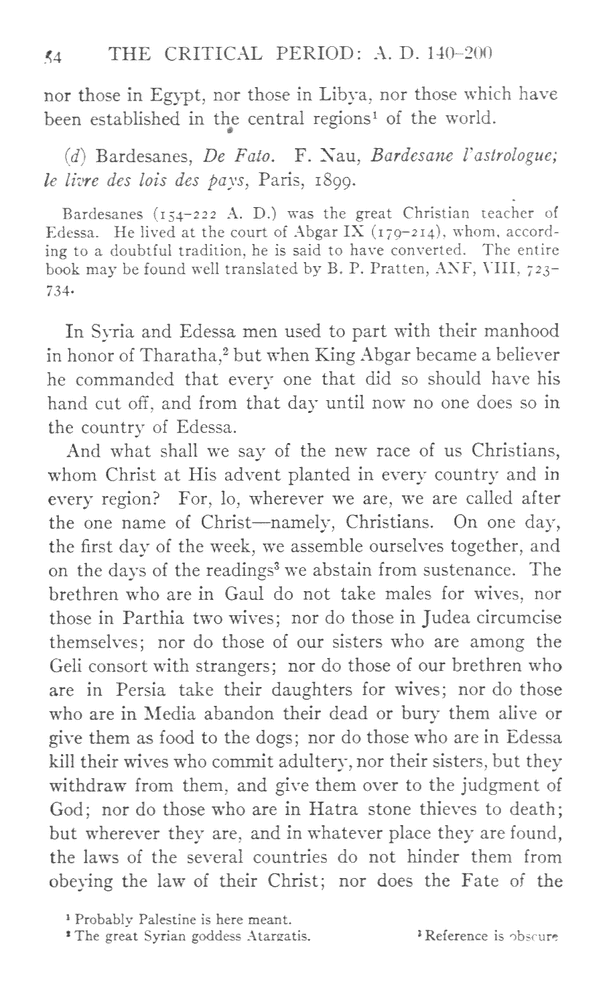 54 THE CRITICAL PERIOD: A. D. 140–200
nor those in Egypt, nor those in Libya, nor those which have
been established in the central regions¹ of the world.
(d) Bardesanes, De Fato. F. Nau, Bardesane l'astrologue;
le livre des lois des pays, Paris, 1899.
Bardesanes (154–222 A. D.) was the great Christian teacher of
Edessa. He lived at the court of Abgar IX (179–214), whom, accord-
ing to a doubtful tradition, he is said to have converted. The entire
book may be found well translated by B. P. Pratten, ANF, VIII, 723–
734.
In Syria and Edessa men used to part with their manhood
in honor of Tharatha,² but when King Abgar became a believer
he commanded that every one that did so should have his
hand cut off, and from that day until now no one does so in
the country of Edessa.
And what shall we say of the new race of us Christians,
whom Christ at His advent planted in every country and in
every region? For, lo, wherever we are, we are called after
the one name of Christ—namely, Christians. On one day,
the first day of the week, we assemble ourselves together, and
on the days of the readings³ we abstain from sustenance. The
brethren who are in Gaul do not take males for wives, nor
those in Parthia two wives; nor do those in Judea circumcise
themselves; nor do those of our sisters who are among the
Geli consort with strangers; nor do those of our brethren who
are in Persia take their daughters for wives; nor do those
who are in Media abandon their dead or bury them alive or
give them as food to the dogs; nor do those who are in Edessa
kill their wives who commit adultery, nor their sisters, but they
withdraw from them, and give them over to the judgment of
God; nor do those who are in Hatra stone thieves to death;
but wherever they are, and in whatever place they are found,
the laws of the several countries do not hinder them from
obeying the law of their Christ; nor does the Fate of the
¹ Probably Palestine is here meant.
² The great Syrian goddess Atargatis. ³ Reference is obscure